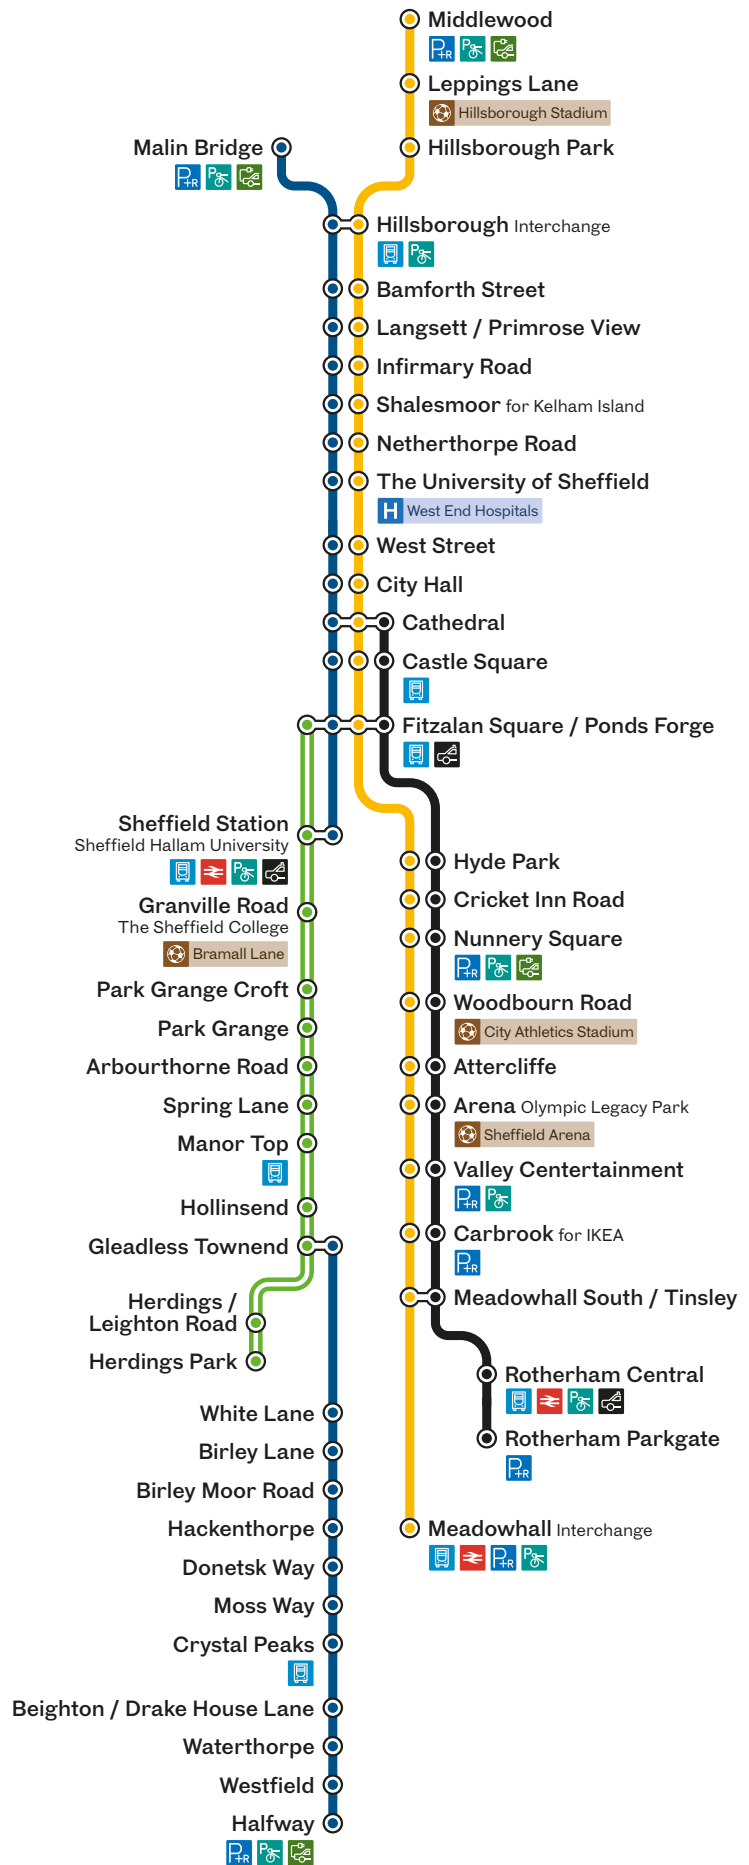 Middlewood
P+R P
Leppings Lane
Hillsborough Stadium
Malin Bridge
P+R P
Hillsborough Park
Hillsborough Interchange
P
Bamforth Street
Langsett / Primrose View
Infirmary Road
Shalesmoor for Kelham Island
Netherthorpe Road
The University of Sheffield
H West End Hospitals
West Street
City Hall
Cathedral
Castle Square
Fitzalan Square / Ponds Forge
Sheffield Station
Sheffield Hallam University
P
Hyde Park
Cricket Inn Road
Granville Road
The Sheffield College
Bramall Lane
Nunnery Square
P+R P
Park Grange Croft
Woodbourn Road
City Athletics Stadium
Park Grange
Arbourthorne Road
Attercliffe
Spring Lane
Arena Olympic Legacy Park
Sheffield Arena
Manor Top
Valley Centertainment
P+R P
Hollinsend
Carbrook for IKEA
P+R
Gleadless Townend
Meadowhall South / Tinsley
Herdings /
Leighton Road
Herdings Park
Rotherham Central
P
White Lane
Rotherham Parkgate
P+R
Birley Lane
Birley Moor Road
Hackenthorpe
Meadowhall Interchange
P+R P
Donetsk Way
Moss Way
Crystal Peaks
Beighton / Drake House Lane
Waterthorpe
Westfield
Halfway
P+R P